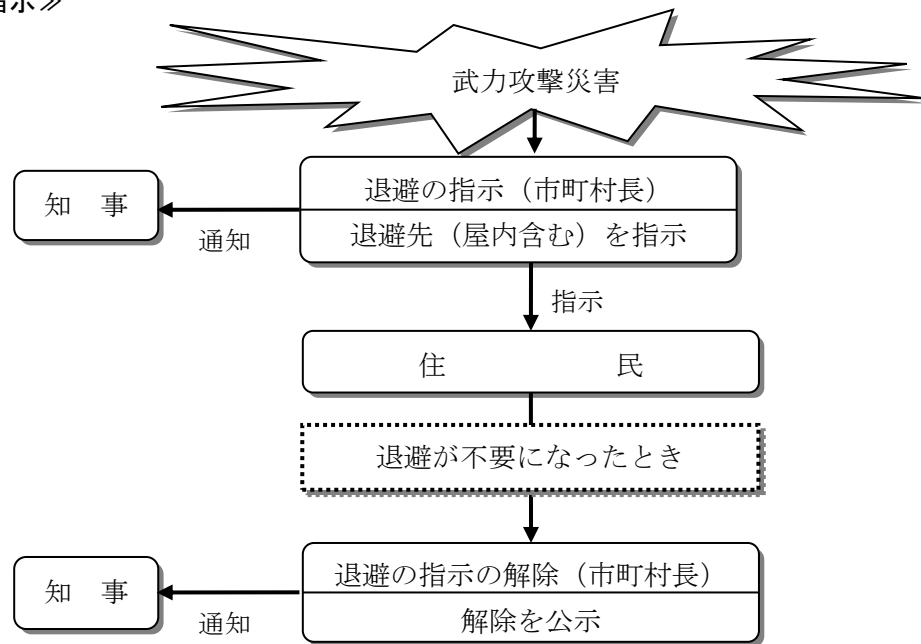 指示≫
武力攻撃災害
退避の指示（市町村長）
知　事
通知
退避先（屋内含む）を指示
指示
住　民
退避が不要になったとき
退避の指示の解除（市町村長）
知　事
通知
解除を公示